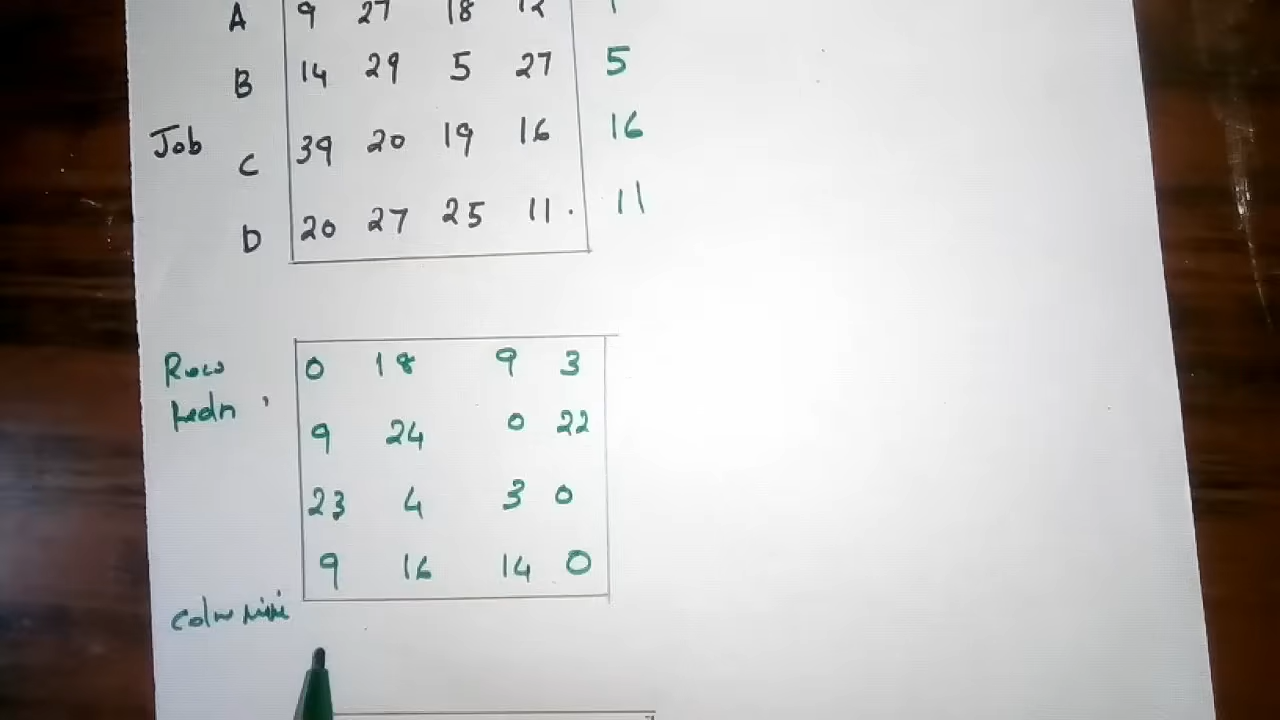 A 9 27 18 12
B 14 29 5 27 5
Job
C 39 20 19 16 16
D 20 27 25 11 . 11
Row 0 18 9 3
9 24 0 22
23 4 3 0
9 16 14 0